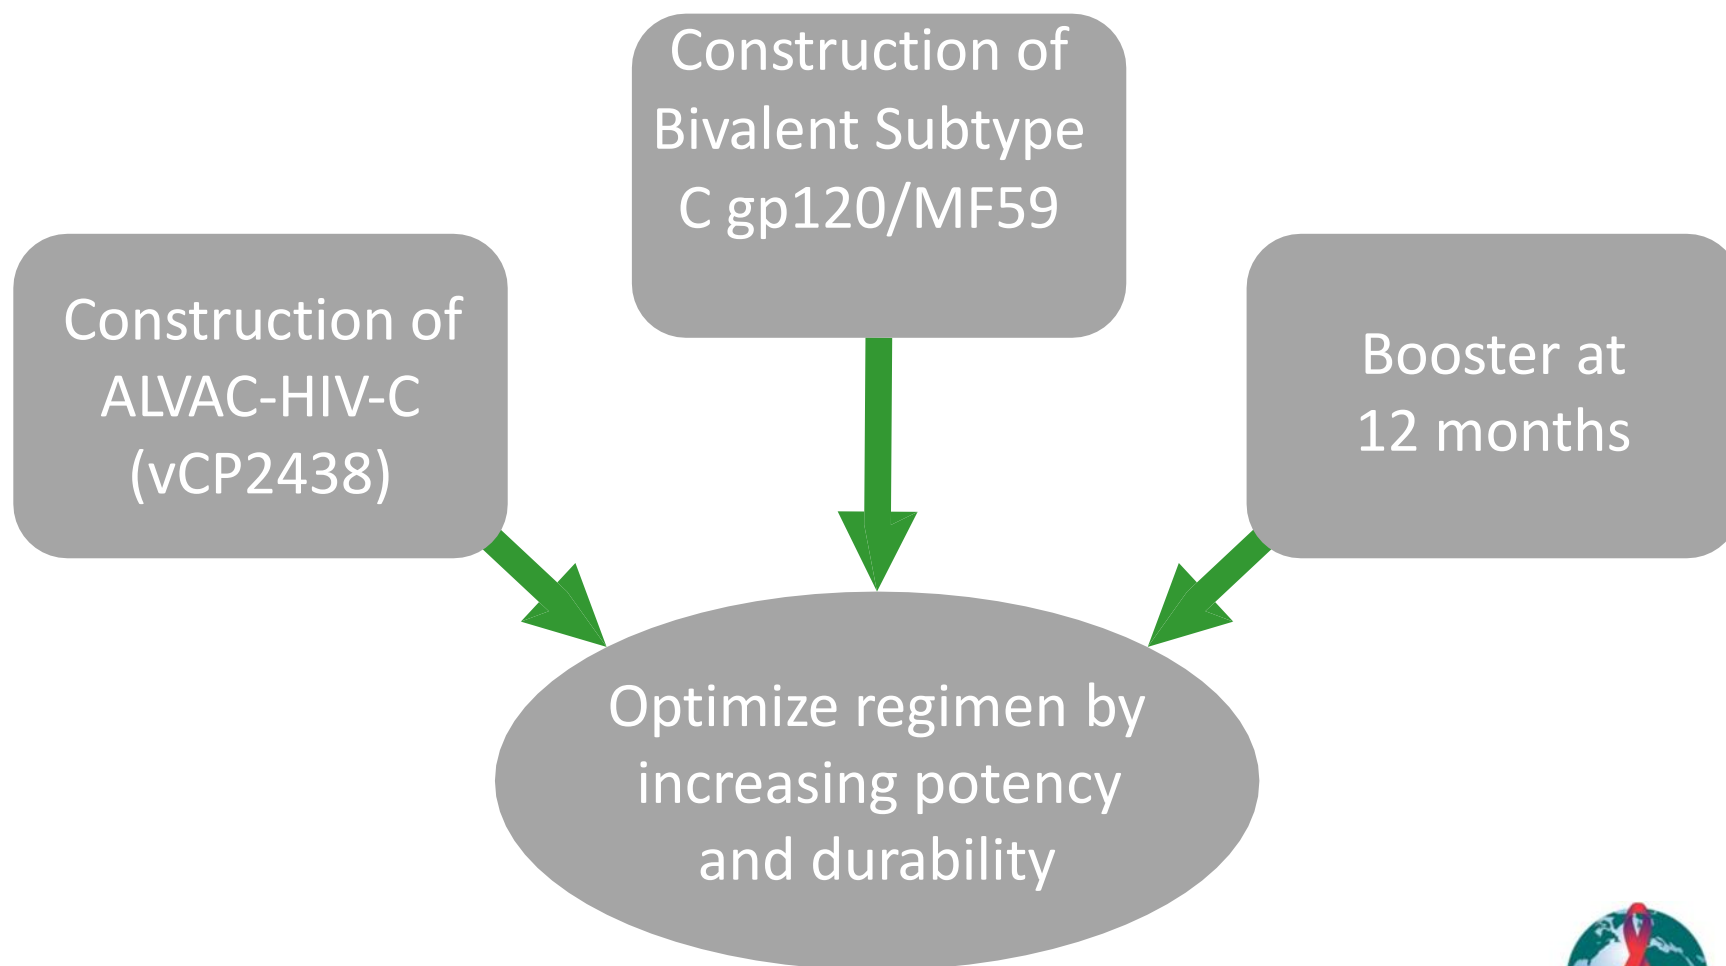 Construction of
Bivalent Subtype
C gp120/MF59
Construction of
ALVAC-HIV-C
(vCP2438)
Booster at
12 months
Optimize regimen by
increasing potency
and durability